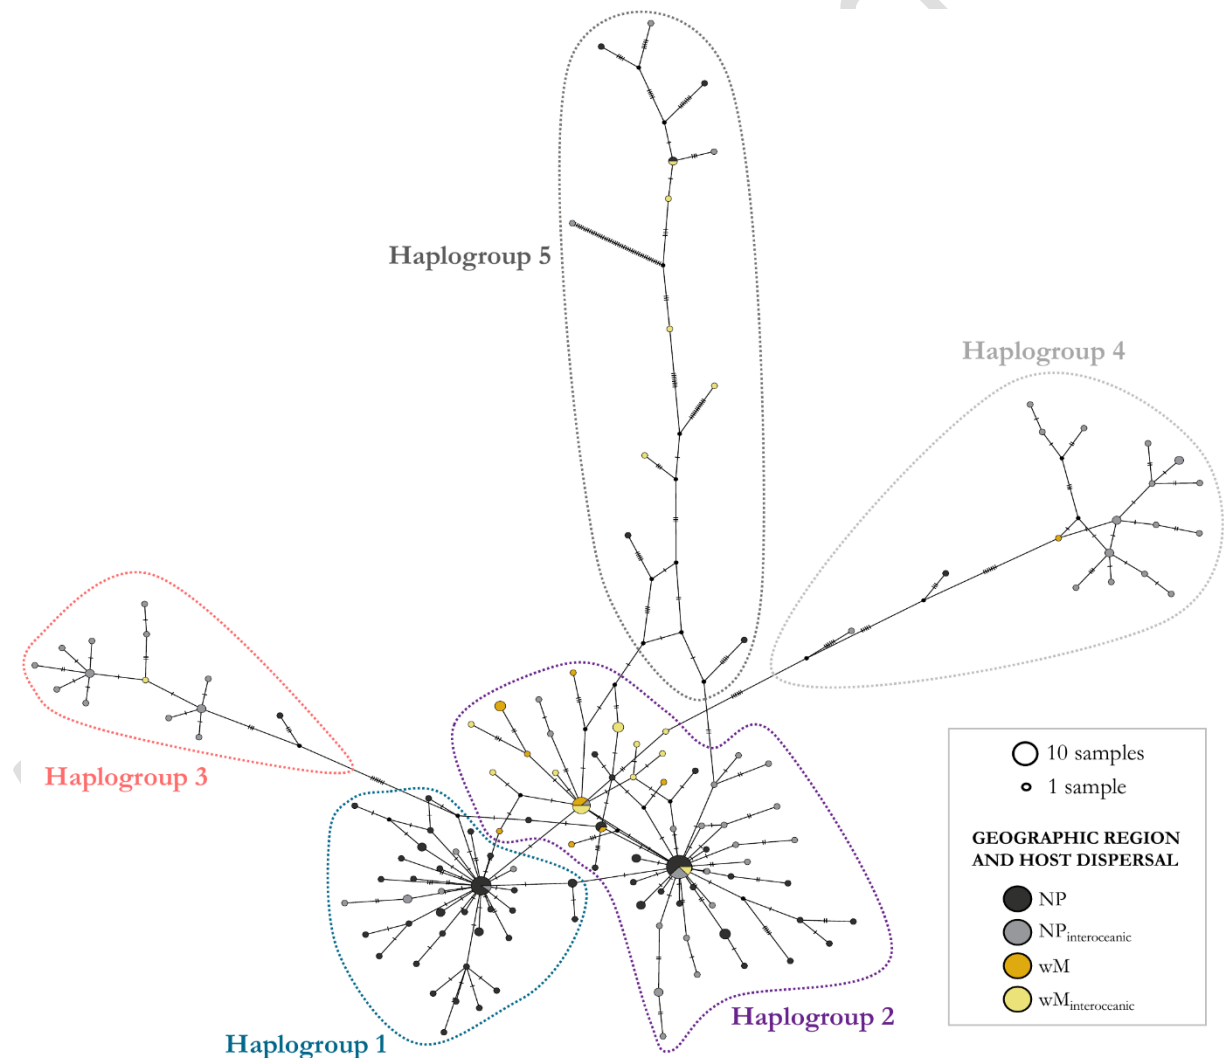 Haplogroup 5
Haplogroup 4
Haplogroup 3
Haplogroup 2
Haplogroup 1
10 samples
1 sample
GEOGRAPHIC REGION
AND HOST DISPERSAL
NP
NPinteroceanic
wM
wMinteroceanic